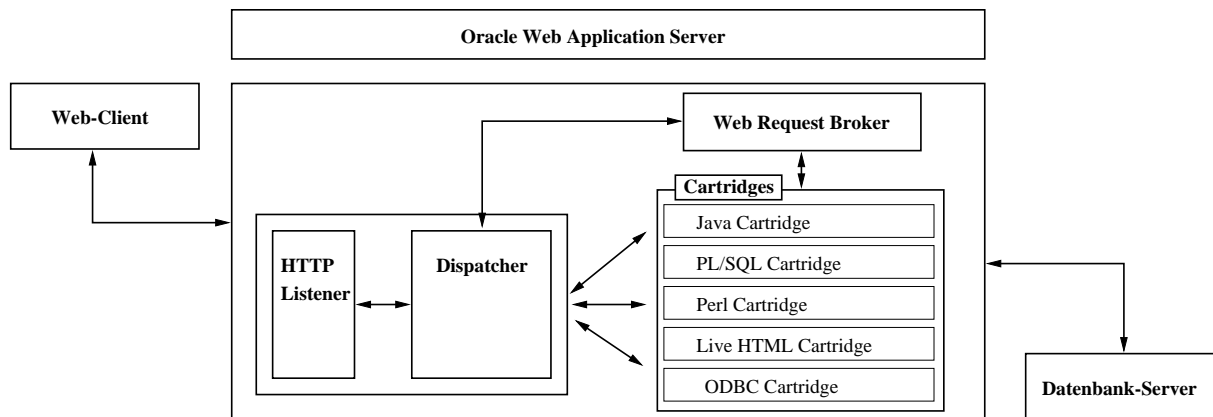 Oracle Web Application Server
Web-Client
Web Request Broker
Cartridges
Java Cartridge
PL/SQL Cartridge
Perl Cartridge
Live HTML Cartridge
ODBC Cartridge
HTTP
Listener
Dispatcher
Datenbank-Server